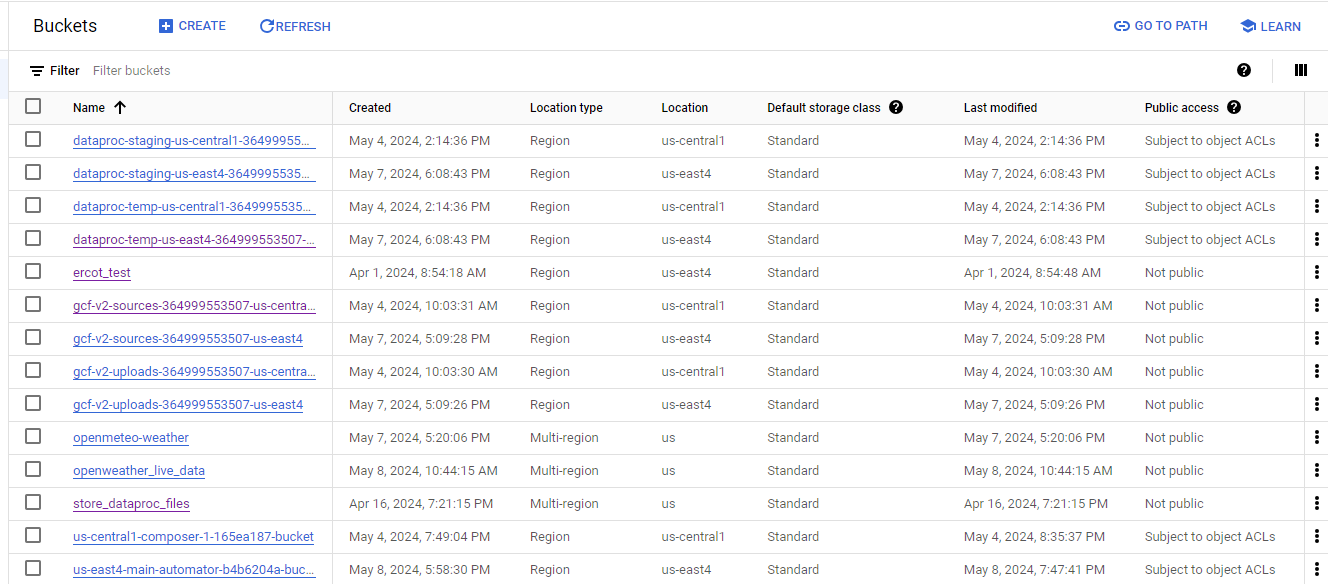 Buckets CREATE REFRESH GO TO PATH LEARN
Filter Filter buckets
Name Created Location type Location Default storage class Last modified Public access
dataproc-staging-us-central1-36499955… May 4, 2024, 2:14:36 PM Region us-central1 Standard May 4, 2024, 2:14:36 PM Subject to object ACLs
dataproc-staging-us-east4-3649995535… May 7, 2024, 6:08:43 PM Region us-east4 Standard May 7, 2024, 6:08:43 PM Subject to object ACLs
dataproc-temp-us-central1-3649995535… May 4, 2024, 2:14:36 PM Region us-central1 Standard May 4, 2024, 2:14:36 PM Subject to object ACLs
dataproc-temp-us-east4-364999553507-… May 7, 2024, 6:08:43 PM Region us-east4 Standard May 7, 2024, 6:08:43 PM Subject to object ACLs
ercot_test Apr 1, 2024, 8:54:18 AM Region us-east4 Standard Apr 1, 2024, 8:54:48 AM Not public
gcf-v2-sources-364999553507-us-centra… May 4, 2024, 10:03:31 AM Region us-central1 Standard May 4, 2024, 10:03:31 AM Not public
gcf-v2-sources-364999553507-us-east4 May 7, 2024, 5:09:28 PM Region us-east4 Standard May 7, 2024, 5:09:28 PM Not public
gcf-v2-uploads-364999553507-us-centra… May 4, 2024, 10:03:30 AM Region us-central1 Standard May 4, 2024, 10:03:30 AM Not public
gcf-v2-uploads-364999553507-us-east4 May 7, 2024, 5:09:26 PM Region us-east4 Standard May 7, 2024, 5:09:26 PM Not public
openmeteo-weather May 7, 2024, 5:20:06 PM Multi-region us Standard May 7, 2024, 5:20:06 PM Not public
openweather_live_data May 8, 2024, 10:44:15 AM Multi-region us Standard May 8, 2024, 10:44:15 AM Not public
store_dataproc_files Apr 16, 2024, 7:21:15 PM Multi-region us Standard Apr 16, 2024, 7:21:15 PM Not public
us-central1-composer-1-165ea187-bucket May 4, 2024, 7:49:04 PM Region us-central1 Standard May 4, 2024, 8:35:37 PM Subject to object ACLs
us-east4-main-automator-b4b6204a-buc… May 8, 2024, 5:58:30 PM Region us-east4 Standard May 8, 2024, 7:47:41 PM Subject to object ACLs